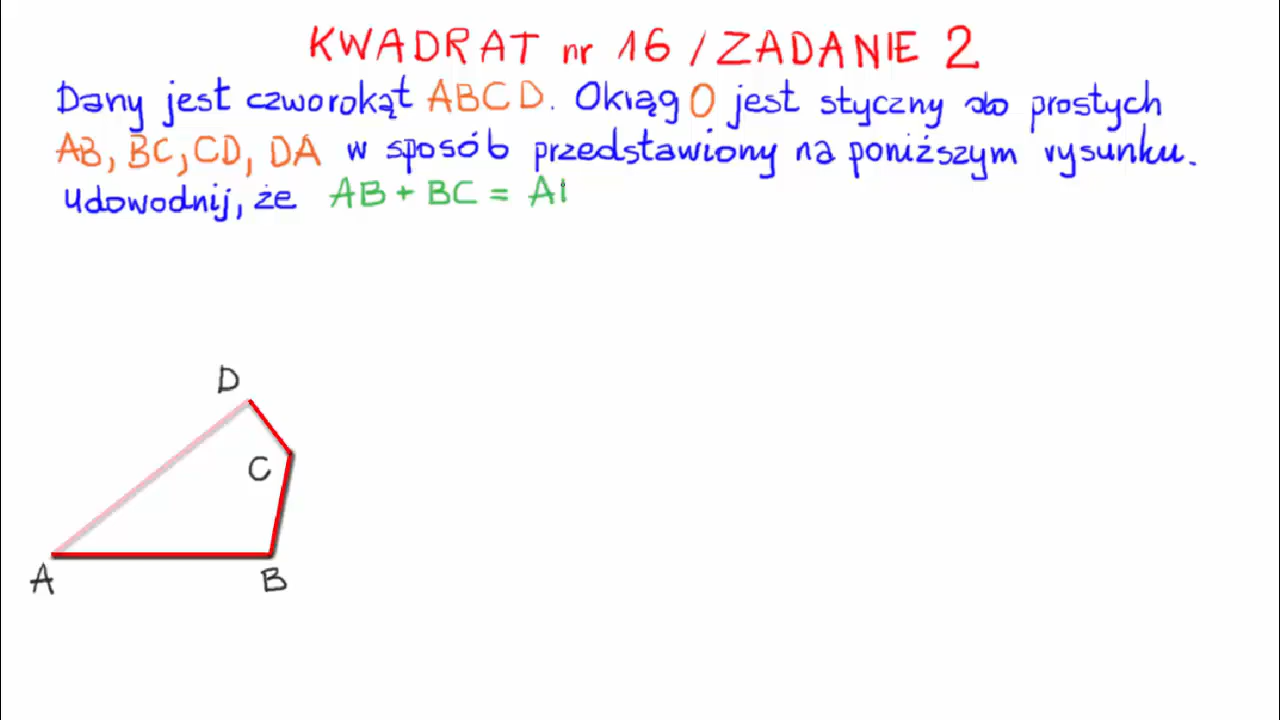 KWADRAT nr 16 / ZADANIE 2
Dany jest czworokąt ABCD. Okrąg O jest styczny do prostych
AB, BC, CD, DA w sposób przedstawiony na poniższym rysunku.
Udowodnij, że AB + BC = A
D
C
A
B